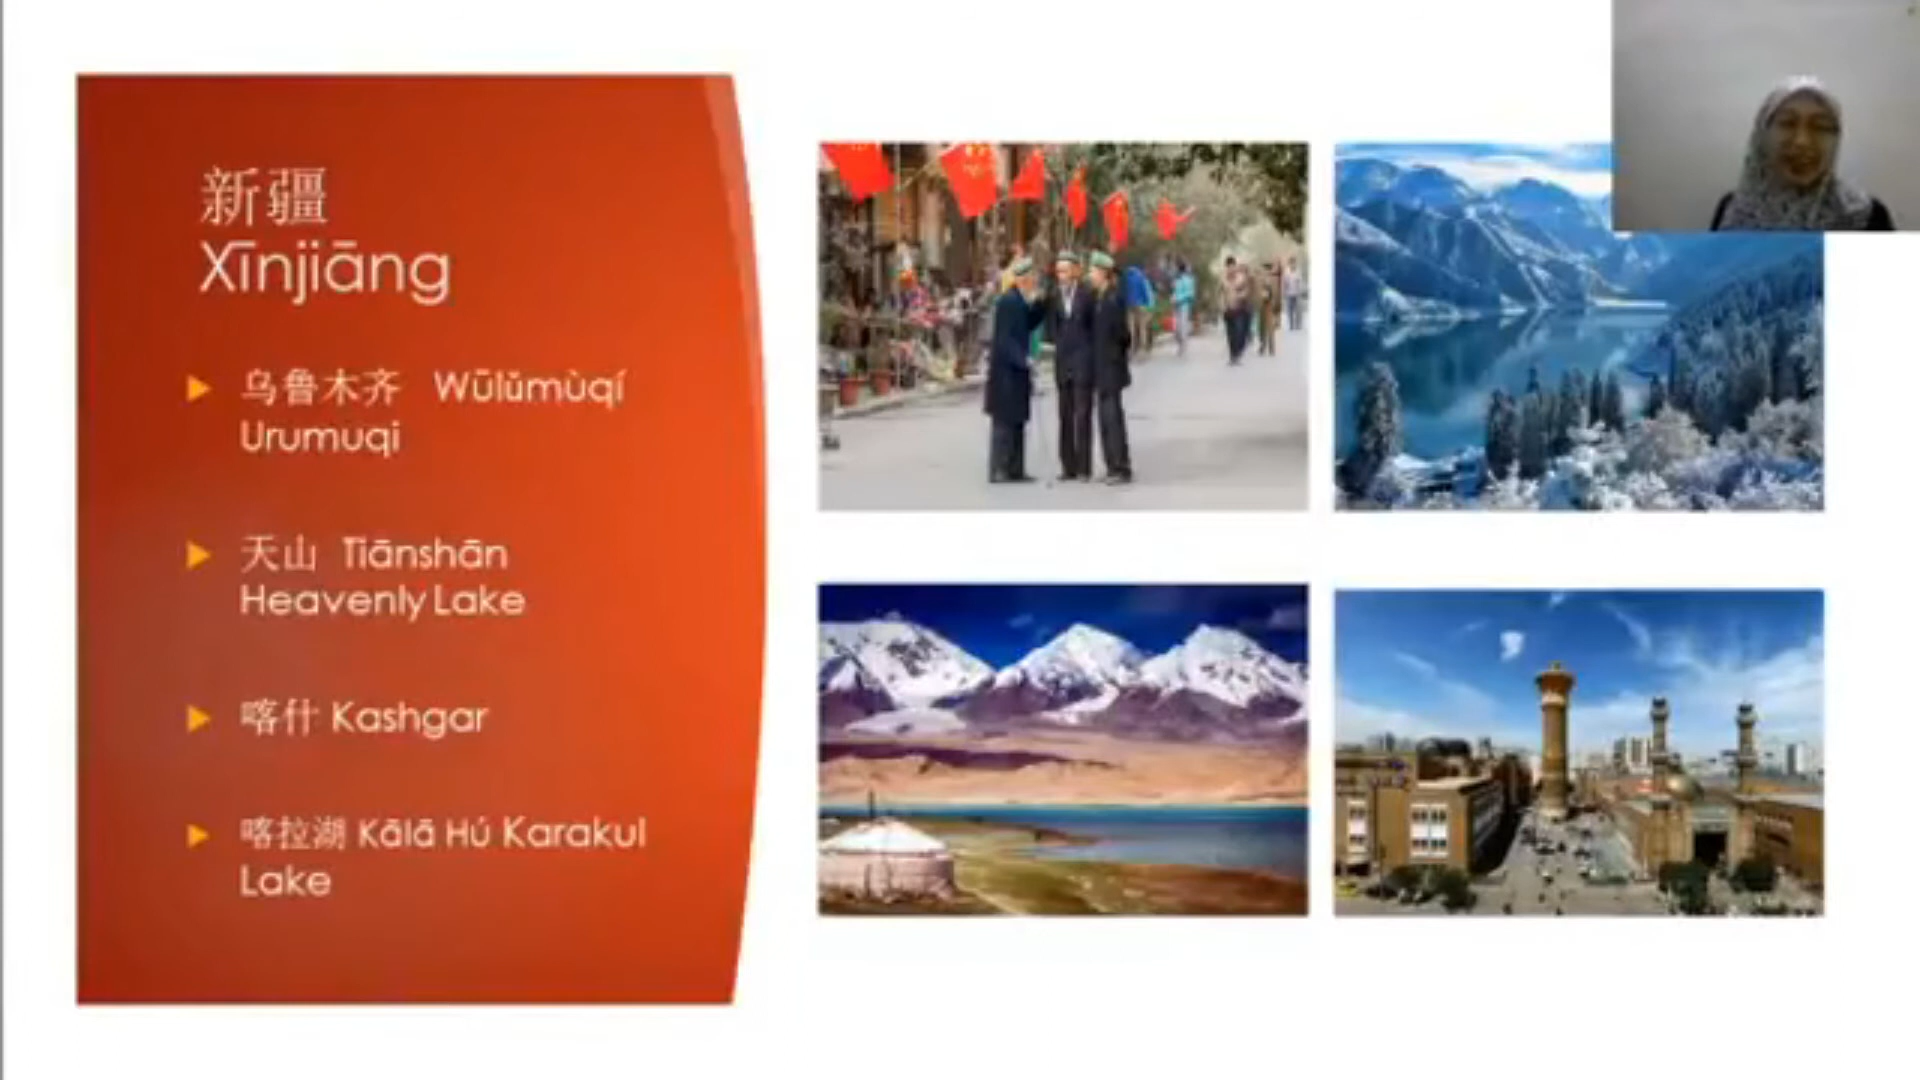 新疆
Xīnjiāng
乌鲁木齐 Wūlǔmùqí
Urumuqi
天山 Tiānshān
Heavenly Lake
喀什 Kashgar
喀拉湖 Kālā Hú Karakul
Lake